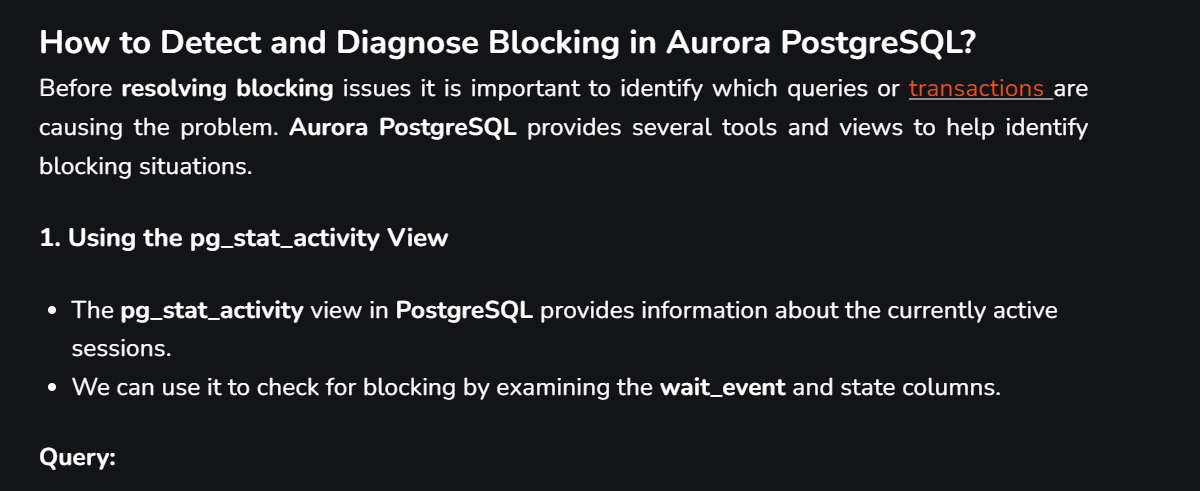 How to Detect and Diagnose Blocking in Aurora PostgreSQL?
Before resolving blocking issues it is important to identify which queries or transactions are
causing the problem. Aurora PostgreSQL provides several tools and views to help identify
blocking situations.
1. Using the pg_stat_activity View
• The pg_stat_activity view in PostgreSQL provides information about the currently active
sessions.
• We can use it to check for blocking by examining the wait_event and state columns.
Query: